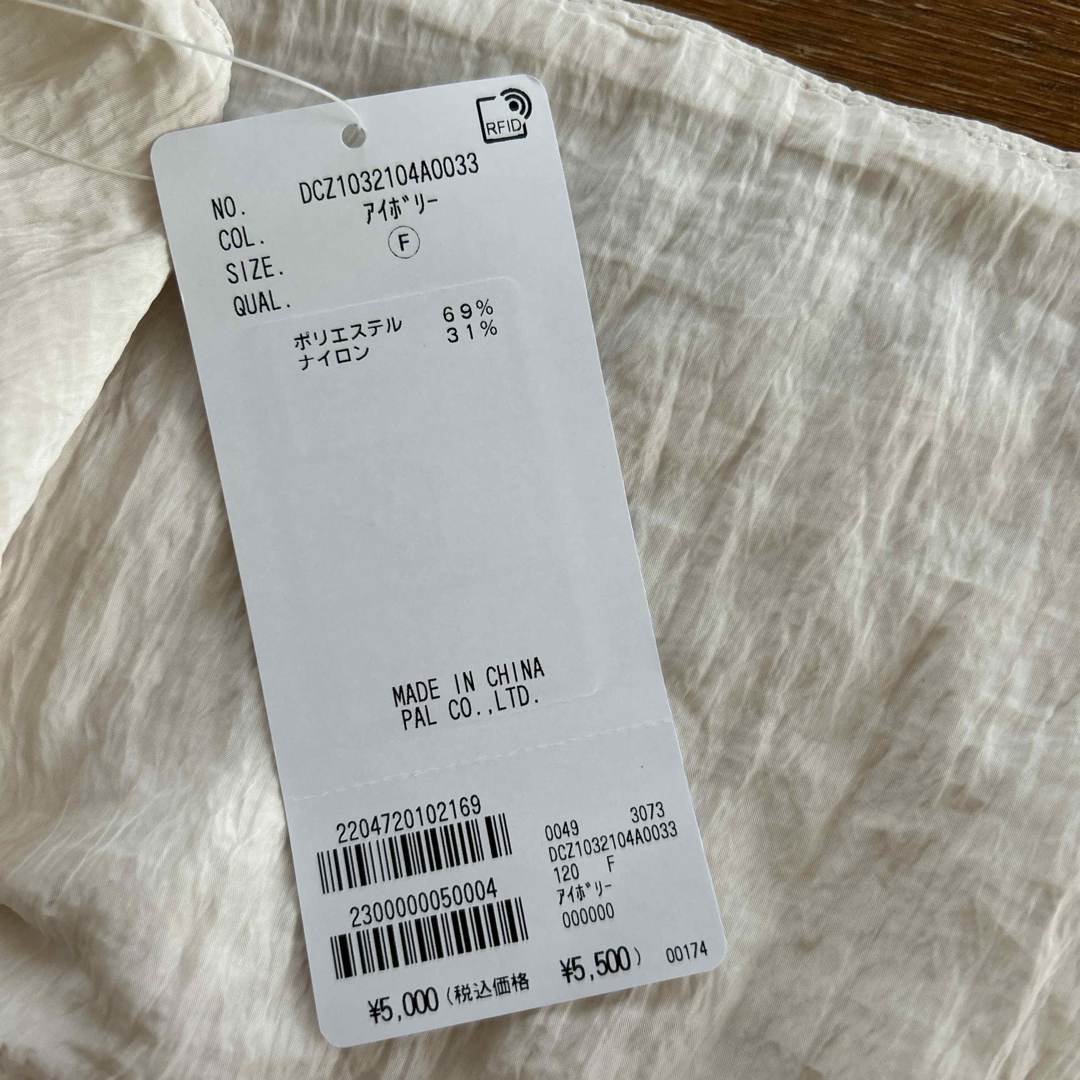 RFID
NO. DCZ1032104A0033
COL. アイボリー
SIZE. F
QUAL.
ポリエステル 69%
ナイロン 31%
MADE IN CHINA
PAL CO.,LTD.
2204720102169
2300000050004
0049 3073
DCZ1032104A0033
120 F
アイボリー
000000
¥5,000 (税込価格 ¥5,500) 00174